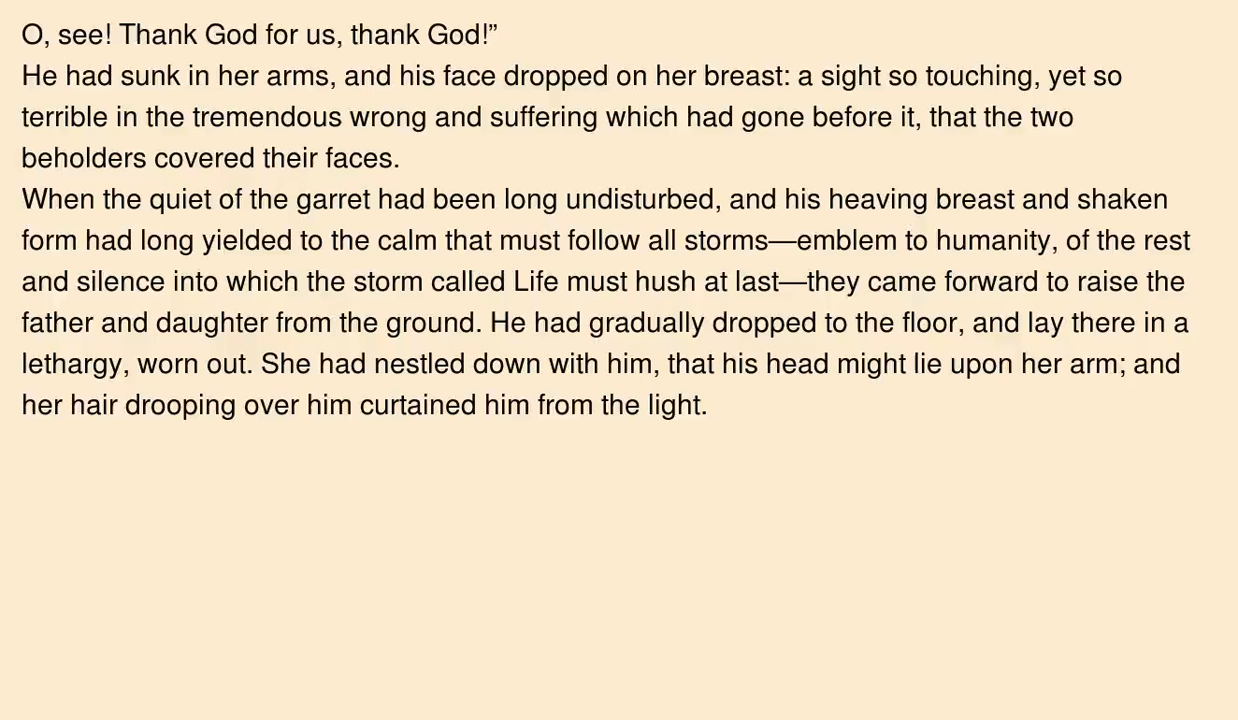 O, see! Thank God for us, thank God!”
He had sunk in her arms, and his face dropped on her breast: a sight so touching, yet so
terrible in the tremendous wrong and suffering which had gone before it, that the two
beholders covered their faces.
When the quiet of the garret had been long undisturbed, and his heaving breast and shaken
form had long yielded to the calm that must follow all storms—emblem to humanity, of the rest
and silence into which the storm called Life must hush at last—they came forward to raise the
father and daughter from the ground. He had gradually dropped to the floor, and lay there in a
lethargy, worn out. She had nestled down with him, that his head might lie upon her arm; and
her hair drooping over him curtained him from the light.